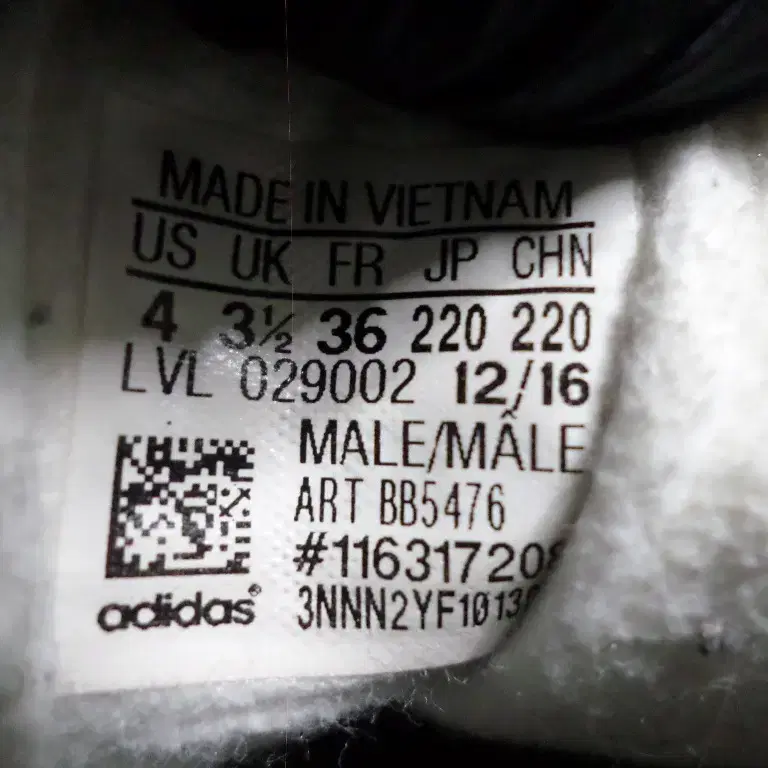 MADE IN VIETNAM
US UK FR JP CHN
4 3½ 36 220 220
LVL 029002 12/16
MALE/MÂLE
ART BB5476
adidas®